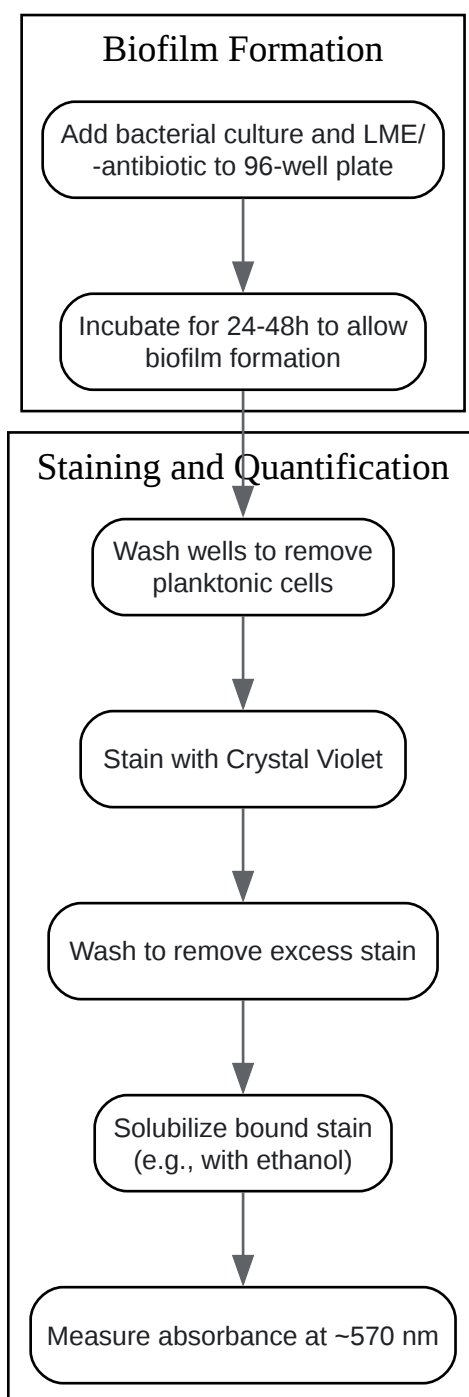 Biofilm Formation
Add bacterial culture and LME/
-antibiotic to 96-well plate
Incubate for 24-48h to allow
biofilm formation
Staining and Quantification
Wash wells to remove
planktonic cells
Stain with Crystal Violet
Wash to remove excess stain
Solubilize bound stain
(e.g., with ethanol)
Measure absorbance at ~570 nm